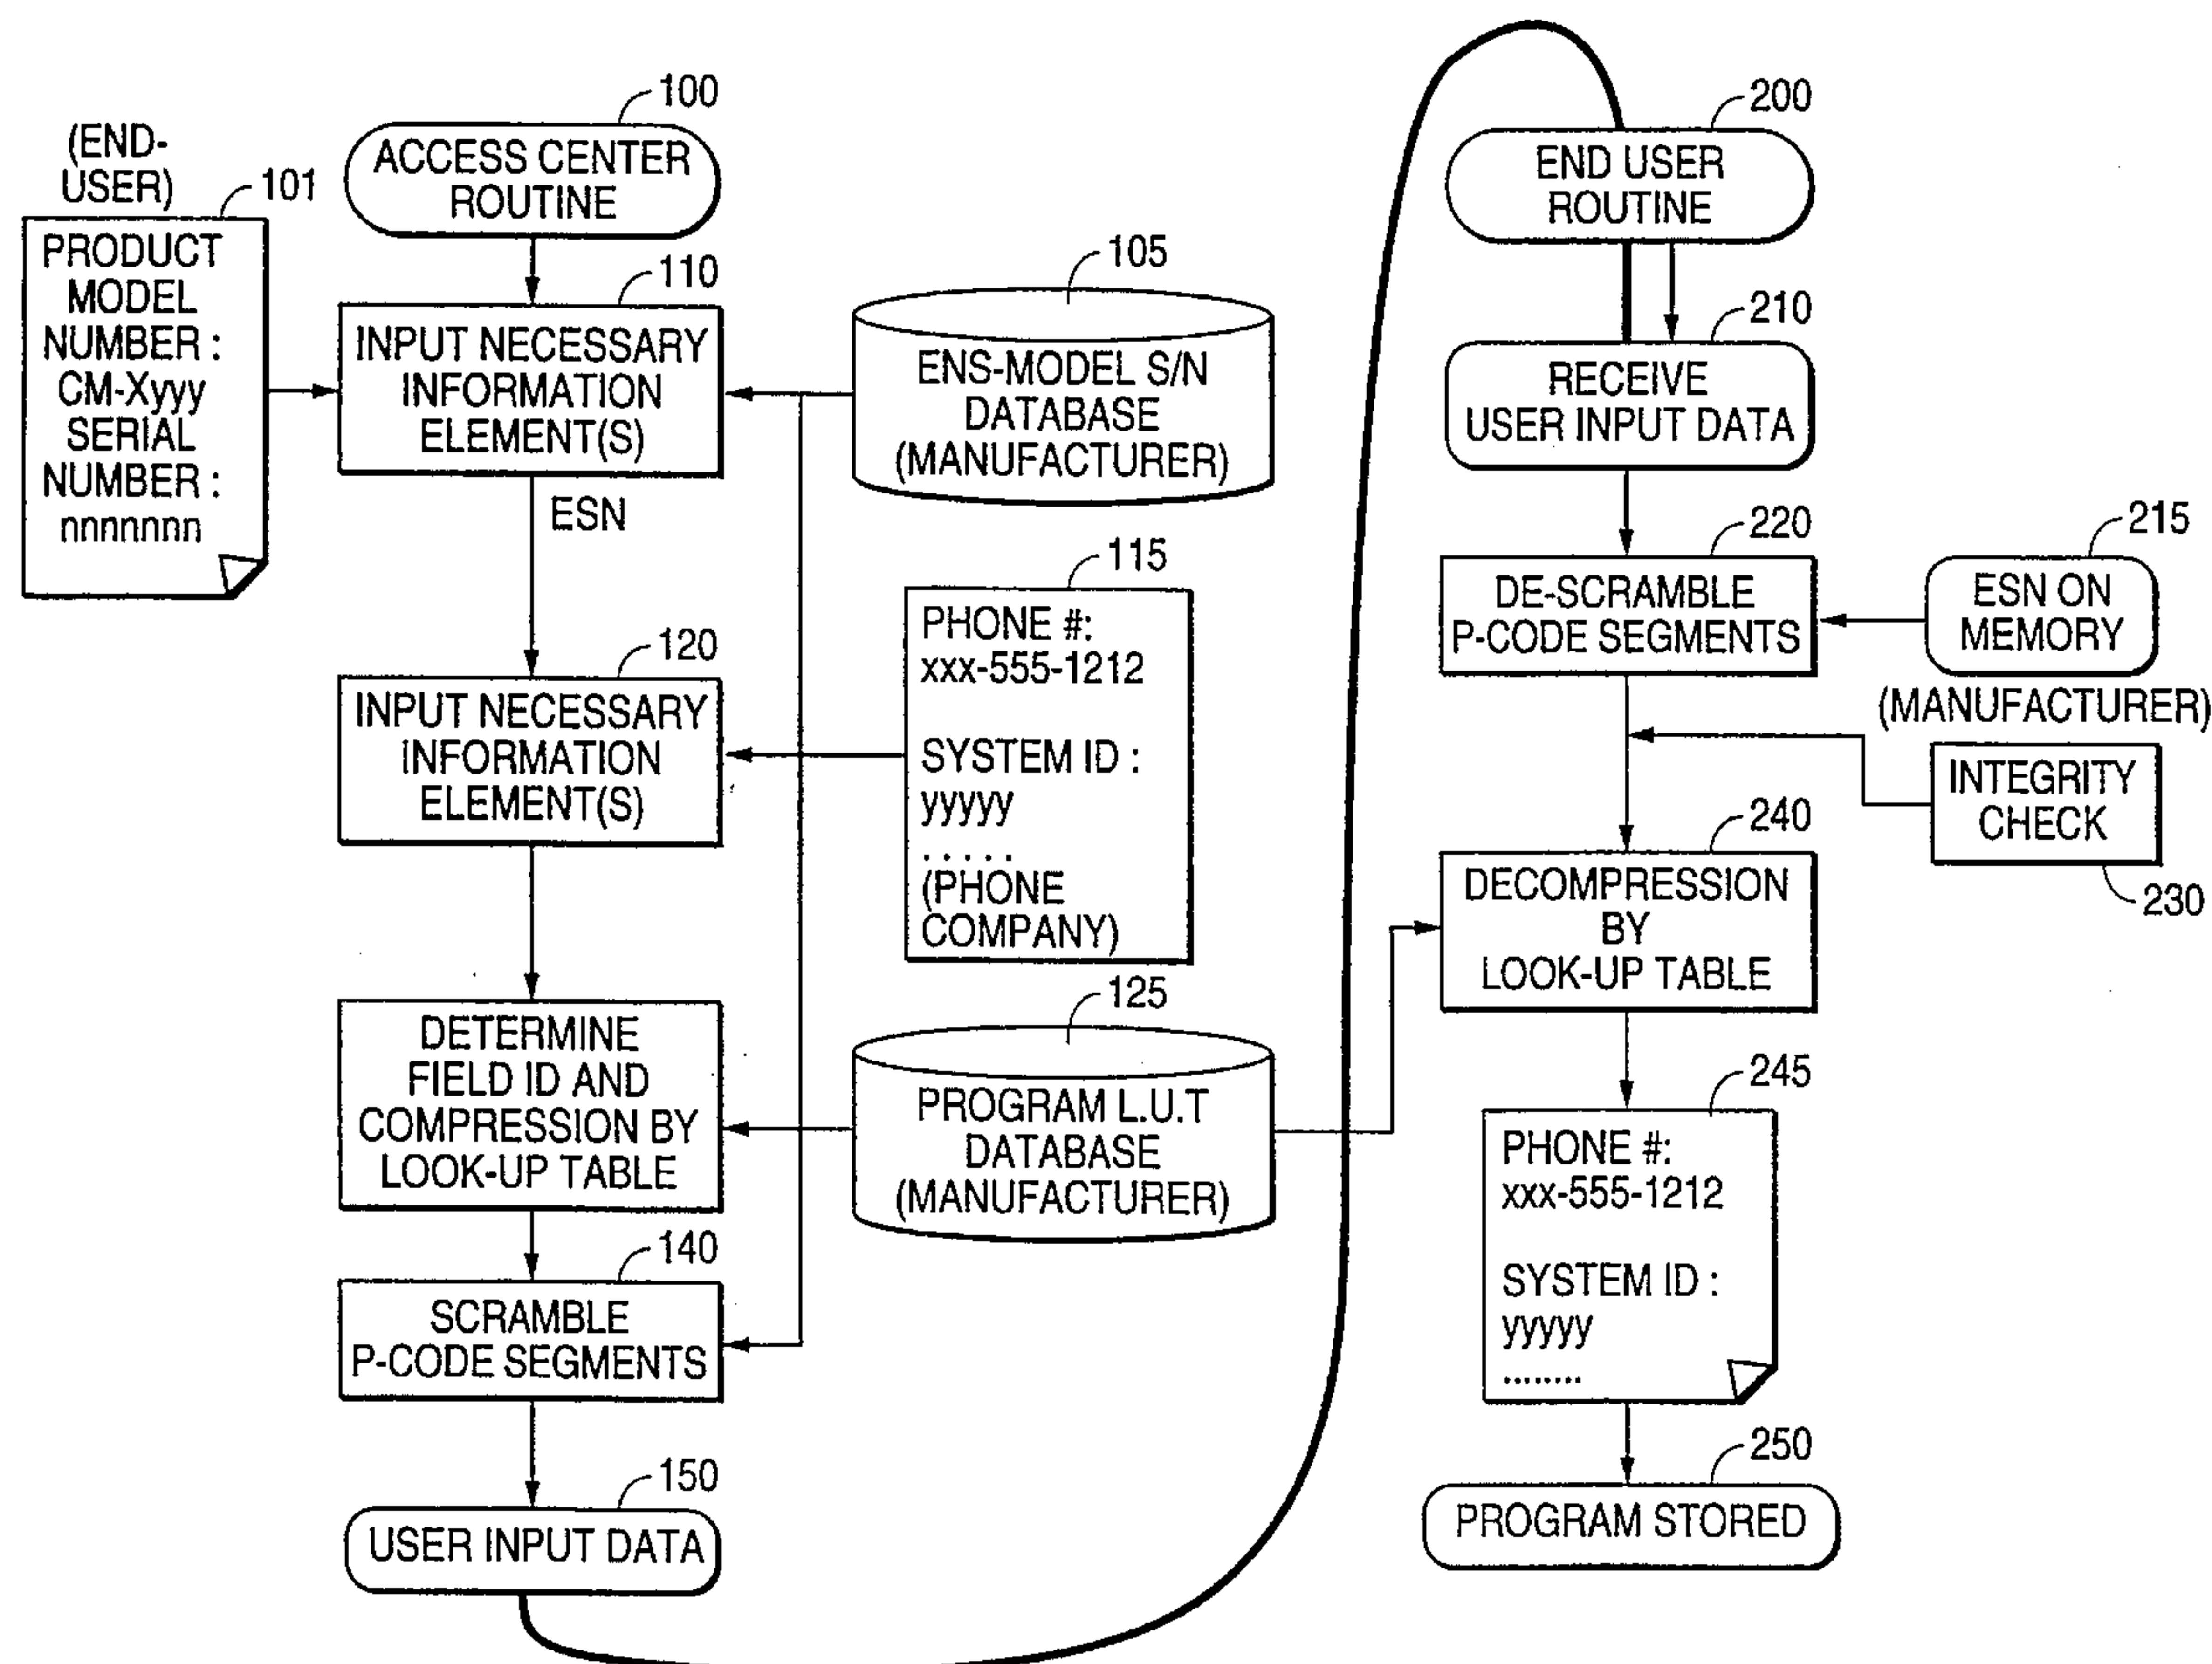 100
ACCESS CENTER
ROUTINE
(END-
USER)
101
PRODUCT
MODEL
NUMBER :
CM-Xyyy
SERIAL
NUMBER :
nnnnnnn
110
INPUT NECESSARY
INFORMATION
ELEMENT(S)
ESN
105
ENS-MODEL S/N
DATABASE
(MANUFACTURER)
120
INPUT NECESSARY
INFORMATION
ELEMENT(S)
115
PHONE #:
xxx-555-1212
SYSTEM ID :
yyyyy
.....
(PHONE
COMPANY)
DETERMINE
FIELD ID AND
COMPRESSION BY
LOOK-UP TABLE
125
PROGRAM L.U.T
DATABASE
(MANUFACTURER)
140
SCRAMBLE
P-CODE SEGMENTS
150
USER INPUT DATA
200
END USER
ROUTINE
210
RECEIVE
USER INPUT DATA
220
DE-SCRAMBLE
P-CODE SEGMENTS
215
ESN ON
MEMORY
(MANUFACTURER)
INTEGRITY
CHECK
230
240
DECOMPRESSION
BY
LOOK-UP TABLE
245
PHONE #:
xxx-555-1212
SYSTEM ID :
yyyyy
........
250
PROGRAM STORED